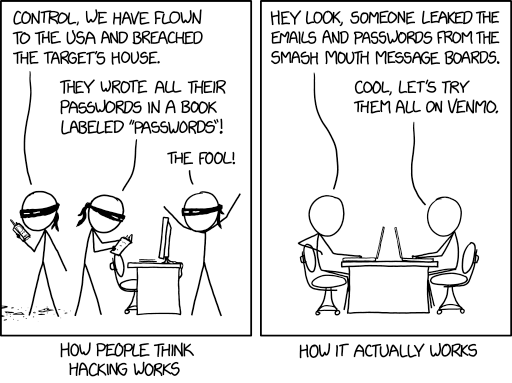 CONTROL, WE HAVE FLOWN
TO THE USA AND BREACHED
THE TARGET'S HOUSE.
THEY WROTE ALL THEIR
PASSWORDS IN A BOOK
LABELED "PASSWORDS"!
THE FOOL!
HOW PEOPLE THINK
HACKING WORKS
HEY LOOK, SOMEONE LEAKED THE
EMAILS AND PASSWORDS FROM THE
SMASH MOUTH MESSAGE BOARDS.
COOL, LET'S TRY
THEM ALL ON VENMO.
HOW IT ACTUALLY WORKS